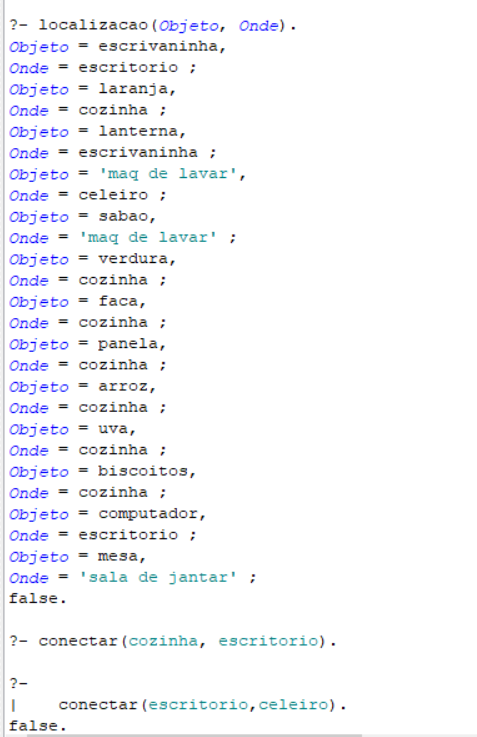 ?- localizacao(Objeto, Onde).
Objeto = escrivaninha,
Onde = escritorio ;
Objeto = laranja,
Onde = cozinha ;
Objeto = lanterna,
Onde = escrivaninha ;
Objeto = 'maq de lavar',
Onde = celeiro ;
Objeto = sabao,
Onde = 'maq de lavar' ;
Objeto = verdura,
Onde = cozinha ;
Objeto = faca,
Onde = cozinha ;
Objeto = panela,
Onde = cozinha ;
Objeto = arroz,
Onde = cozinha ;
Objeto = uva,
Onde = cozinha ;
Objeto = biscoitos,
Onde = cozinha ;
Objeto = computador,
Onde = escritorio ;
Objeto = mesa,
Onde = 'sala de jantar' ;
false.
?- conectar(cozinha, escritorio).
?-
|    conectar(escritorio,celeiro).
false.